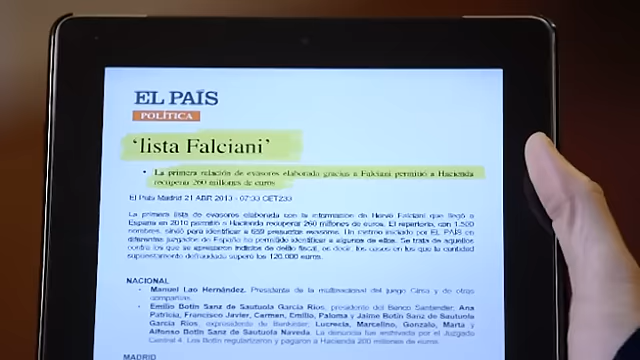 EL PAÍS
POLÍTICA
‘lista Falciani’
• La primera relación de evasores elaborada gracias a Falciani permitió a Hacienda
recuperar 260 millones de euros
El País Madrid 21 ABR 2013 - 07:30 CET230
La primera lista de evasores elaborada con la información de Hervé Falciani que llegó a
España en 2010 permitió a Hacienda recuperar 260 millones de euros. El repertorio, con 1.500
nombres, sirvió para identificar a 659 presuntos evasores. Un rastreo iniciado por EL PAÍS en
diferentes juzgados de España ha permitido identificar a algunos de ellos. Se trata de aquellos
contra los que se apreciaron indicios de delito fiscal, es decir, los casos en los que la cantidad
supuestamente defraudada superó los 120.000 euros.
NACIONAL
- Manuel Lao Hernández. Presidente de la multinacional del juego Cirsa y de otras
compañías.
- Emilio Botín Sanz de Sautuola García Ríos, presidente del Banco Santander; Ana
Patricia, Francisco Javier, Carmen, Emilio, Paloma y Jaime Botín Sanz de Sautuola
García Ríos, expresidente de Bankinter; Lucrecia, Marcelino, Gonzalo, Marta y
Alfonso Botín Sanz de Sautuola Naveda. La denuncia fue archivada por el Juzgado
Central 4. Los Botín regularizaron y pagaron a Hacienda 200 millones de euros.
MADRID